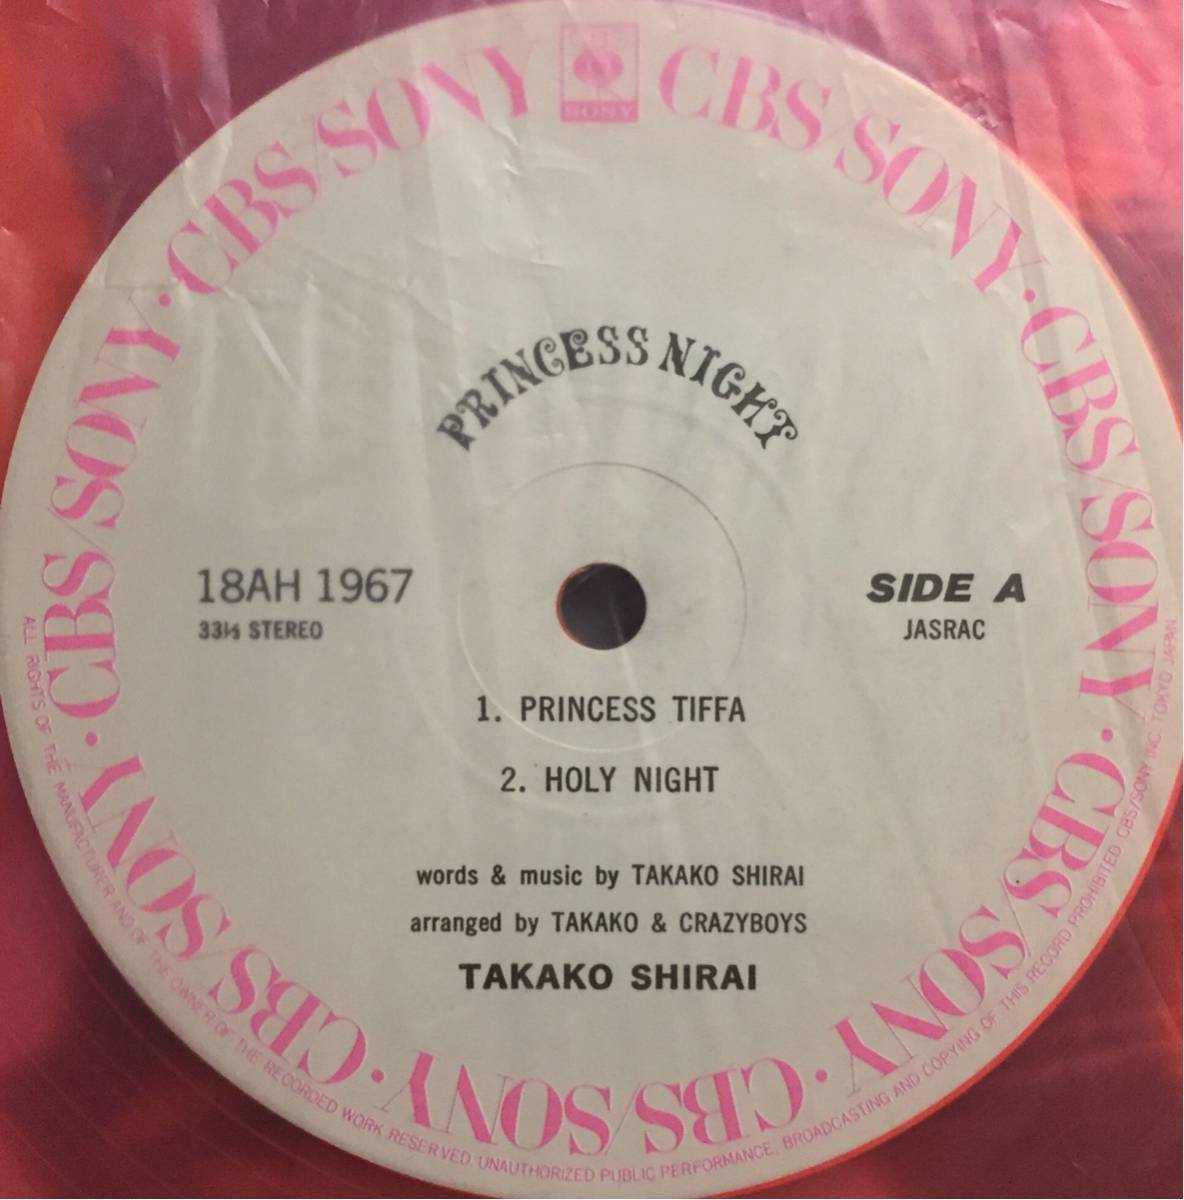 CBS/SONY · CBS/SONY · CBS/SONY · CBS/SONY · CBS/SONY · CBS/SONY · CBS/SONY · CBS/SONY
SONY
PRINCESS NIGHT
18AH 1967
33⅓ STEREO
SIDE A
JASRAC
1. PRINCESS TIFFA
2. HOLY NIGHT
words & music by TAKAKO SHIRAI
arranged by TAKAKO & CRAZYBOYS
TAKAKO SHIRAI
ALL RIGHTS OF THE MANUFACTURER AND OF THE OWNER OF THE RECORDED WORK RESERVED UNAUTHORIZED PUBLIC PERFORMANCE, BROADCASTING AND COPYING OF THIS RECORD PROHIBITED CBS/SONY INC. TOKYO JAPAN